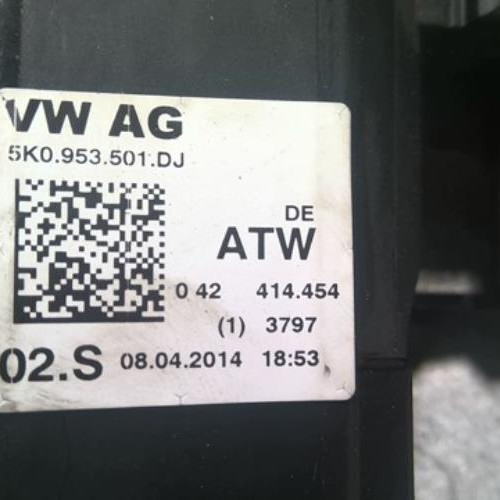 VW AG
5K0.953.501.DJ
DE
ATW
0 42 414.454
(1) 3797
02.S 08.04.2014 18:53